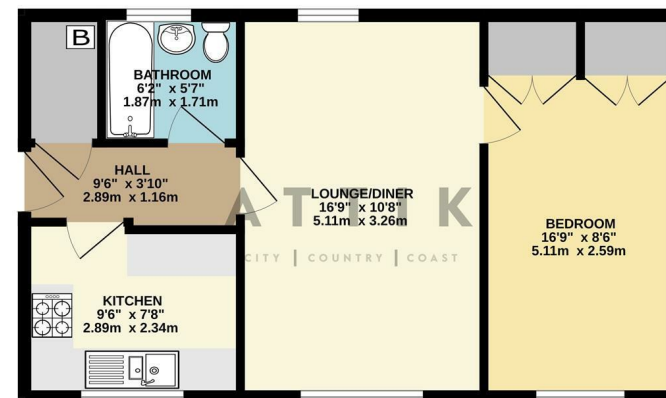 B
BATHROOM
6'2" x 5'7"
1.87m x 1.71m
HALL
9'6" x 3'10"
2.89m x 1.16m
ATTIK
LOUNGE/DINER
16'9" x 10'8"
5.11m x 3.26m
CITY | COUNTRY | COAST
BEDROOM
16'9" x 8'6"
5.11m x 2.59m
KITCHEN
9'6" x 7'8"
2.89m x 2.34m